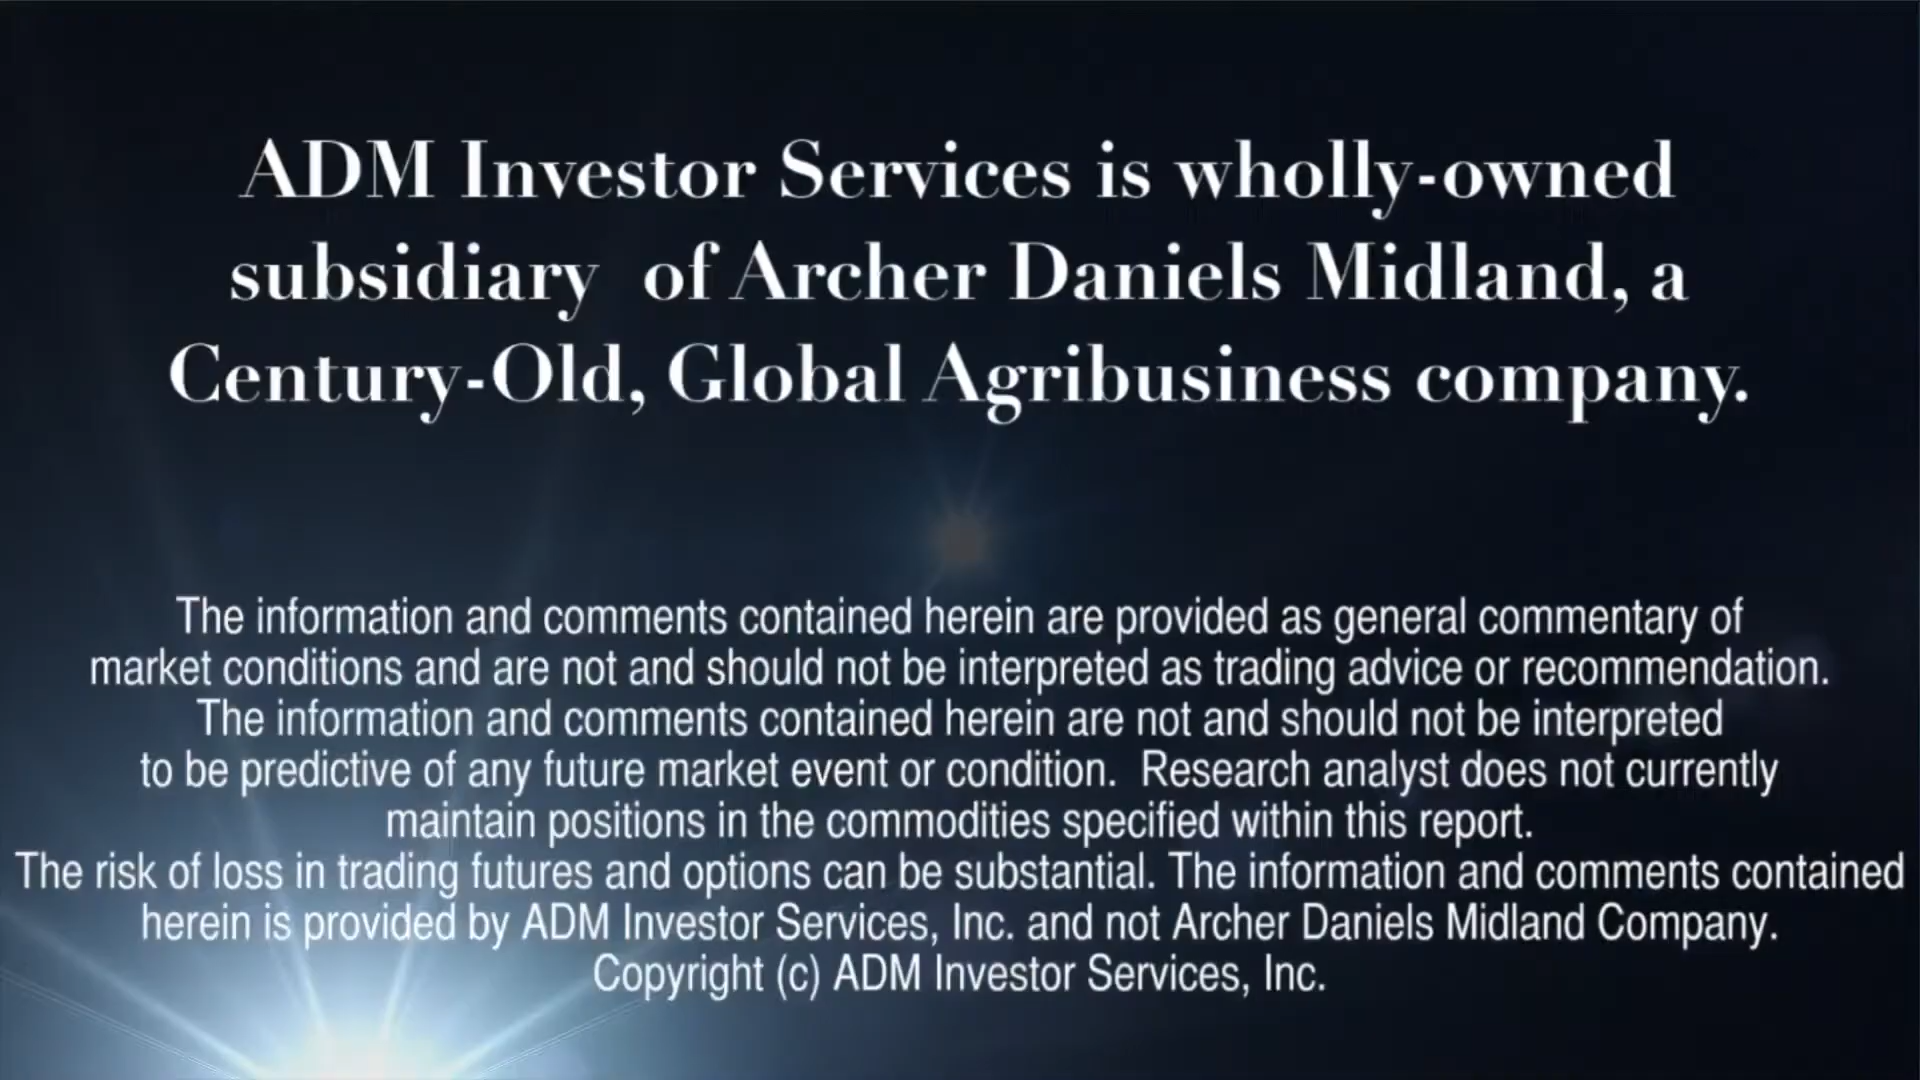 ADM Investor Services is wholly-owned
subsidiary of Archer Daniels Midland, a
Century-Old, Global Agribusiness company.
The information and comments contained herein are provided as general commentary of
market conditions and are not and should not be interpreted as trading advice or recommendation.
The information and comments contained herein are not and should not be interpreted
to be predictive of any future market event or condition. Research analyst does not currently
maintain positions in the commodities specified within this report.
The risk of loss in trading futures and options can be substantial. The information and comments contained
herein is provided by ADM Investor Services, Inc. and not Archer Daniels Midland Company.
Copyright (c) ADM Investor Services, Inc.